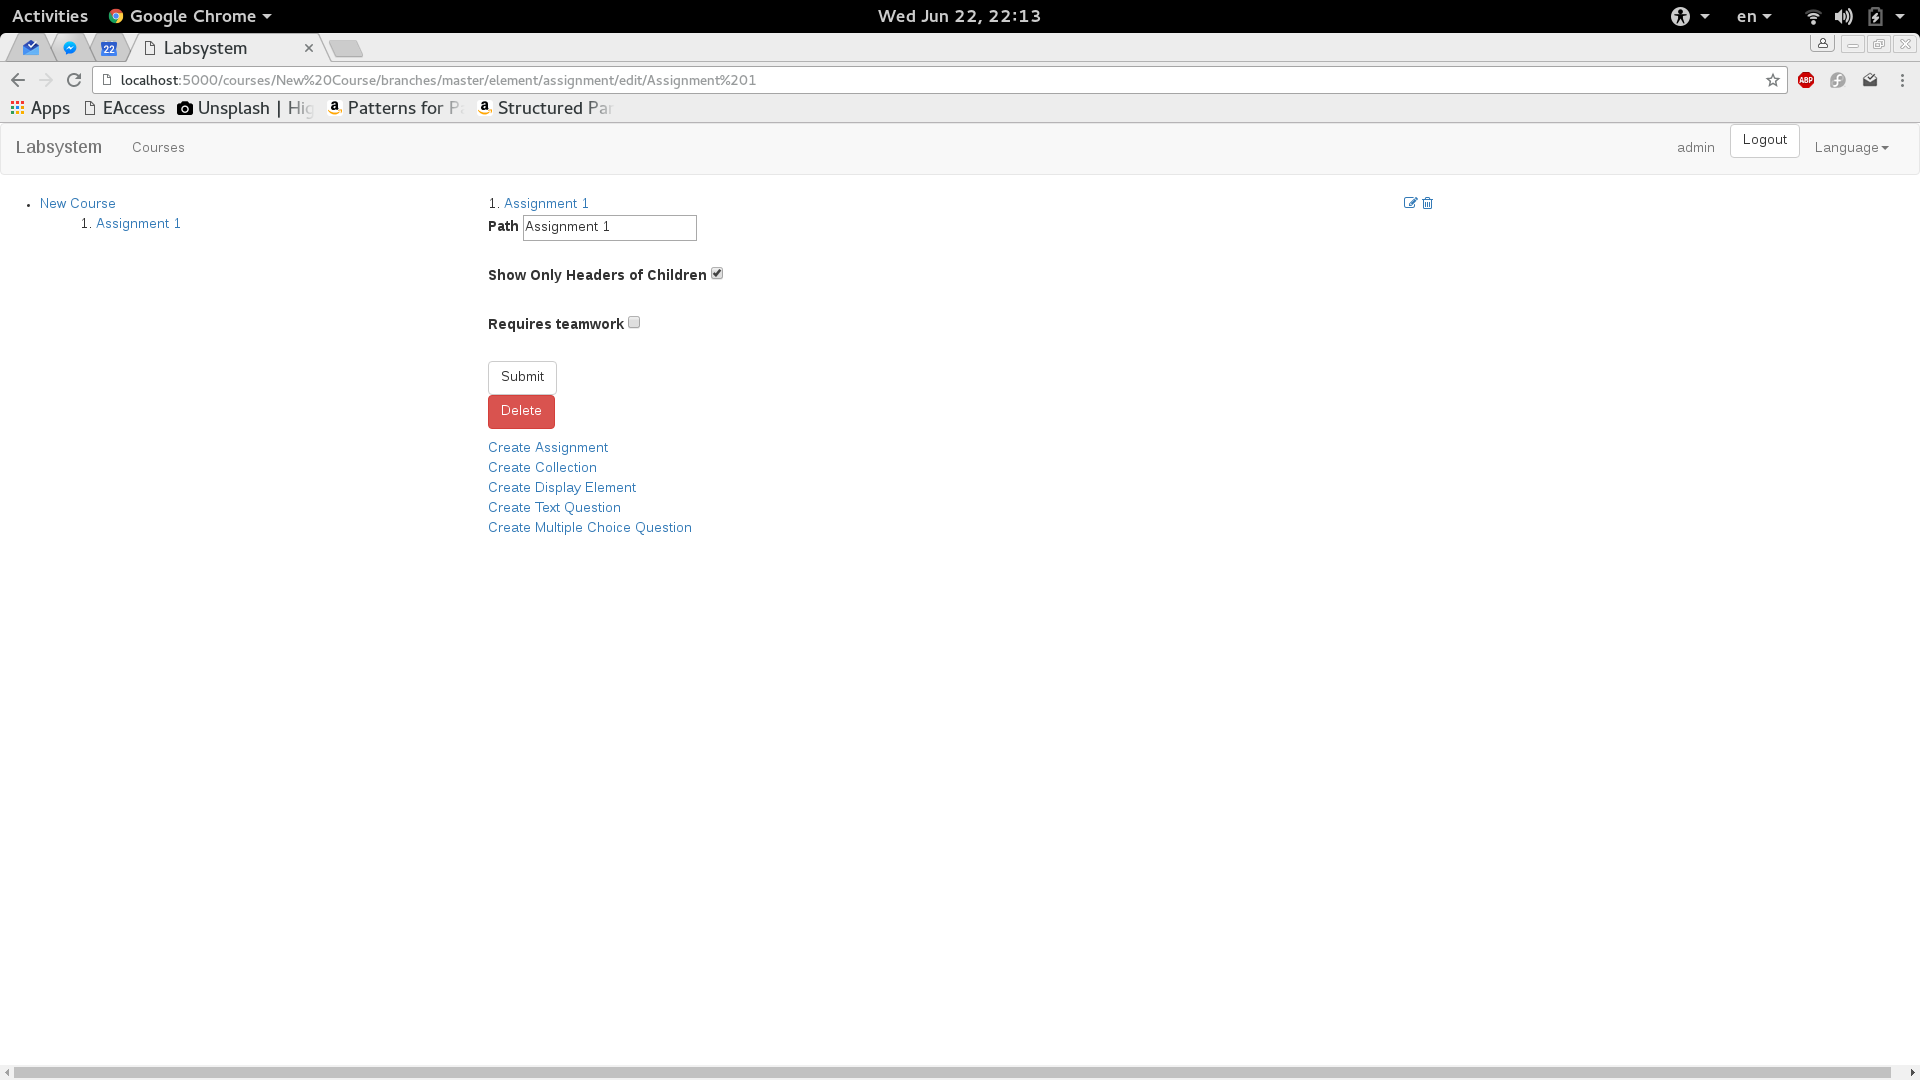 Activities Google Chrome Wed Jun 22, 22:13 en
22 Labsystem
localhost:5000/courses/New%20Course/branches/master/element/assignment/edit/Assignment%201 ABP
Apps EAccess Unsplash | Hig Patterns for Pa Structured Par
Labsystem Courses admin Logout Language
• New Course
1. Assignment 1
1. Assignment 1
Path Assignment 1
Show Only Headers of Children
Requires teamwork
Submit
Delete
Create Assignment
Create Collection
Create Display Element
Create Text Question
Create Multiple Choice Question